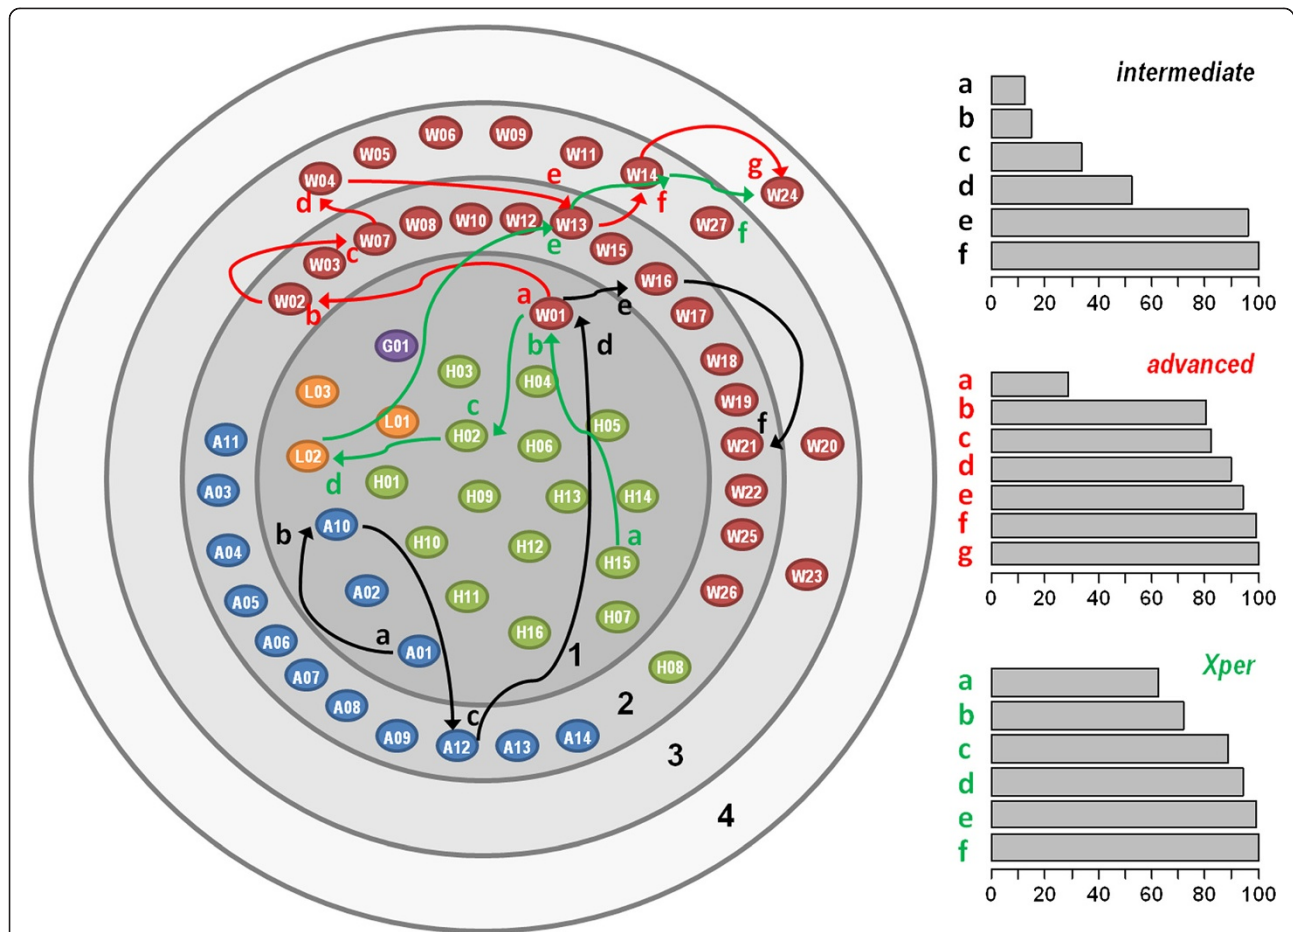 W06
W09
W05
W11
W04
e
W14
g
W24
d
f
W08
W10
W12
W13
W27
f
W07
c
e
W15
W03
W16
W02
b
a
W01
e
W17
b
d
G01
W18
H03
H04
L03
W19
c
L01
H05
f
A11
H02
H06
W21
W20
L02
d
H01
A03
H09
H13
H14
W22
b
A10
a
W25
H10
H12
A04
H15
W23
A02
W26
A05
H11
H07
a
A06
H16
A01
1
H08
A07
2
A08
c
A09
A12
A13
A14
3
4
intermediate
a
b
c
d
e
f
0 20 40 60 80 100
advanced
a
b
c
d
e
f
g
0 20 40 60 80 100
Xper
a
b
c
d
e
f
0 20 40 60 80 100